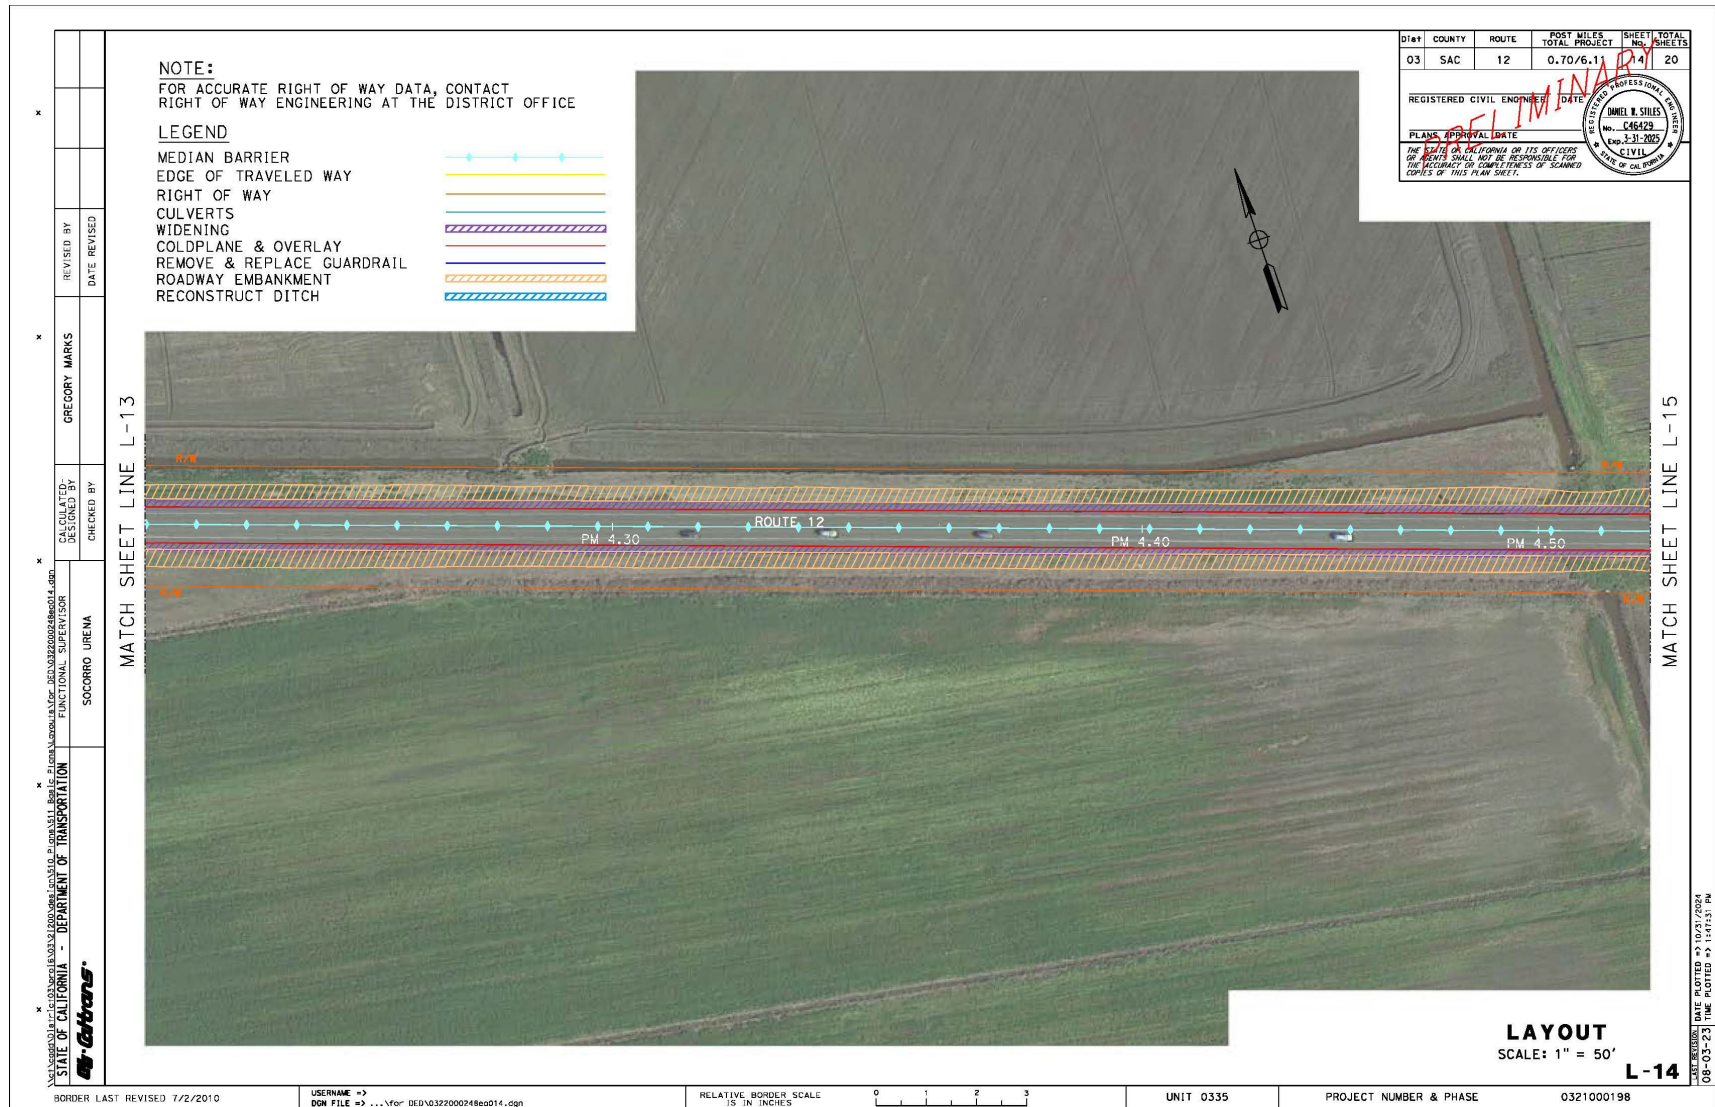 NOTE:
FOR ACCURATE RIGHT OF WAY DATA, CONTACT
RIGHT OF WAY ENGINEERING AT THE DISTRICT OFFICE
LEGEND
MEDIAN BARRIER
EDGE OF TRAVELED WAY
RIGHT OF WAY
CULVERTS
WIDENING
COLDPLANE & OVERLAY
REMOVE & REPLACE GUARDRAIL
ROADWAY EMBANKMENT
RECONSTRUCT DITCH
Dist COUNTY ROUTE POST MILES TOTAL PROJECT SHEET No. TOTAL SHEETS
03 SAC 12 0.70/6.11 14 20
PRELIMINARY
REGISTERED CIVIL ENGINEER DATE
PLANS APPROVAL DATE
THE STATE OF CALIFORNIA OR ITS OFFICERS
OR AGENTS SHALL NOT BE RESPONSIBLE FOR
THE ACCURACY OR COMPLETENESS OF SCANNED
COPIES OF THIS PLAN SHEET.
REGISTERED PROFESSIONAL ENGINEER
DANIEL W. STILES
No. C46429
Exp. 3-31-2025
CIVIL
STATE OF CALIFORNIA
REVISED BY
DATE REVISED
GREGORY MARKS
CALCULATED-
DESIGNED BY
CHECKED BY
FUNCTIONAL SUPERVISOR
SOCORRO URENA
STATE OF CALIFORNIA - DEPARTMENT OF TRANSPORTATION
Caltrans
MATCH SHEET LINE L-13
MATCH SHEET LINE L-15
R/W
R/W
ROUTE 12
PM 4.30
PM 4.40
PM 4.50
R/W
R/W
LAYOUT
SCALE: 1" = 50'
L-14
LAST REVISION
08-03-23
DATE PLOTTED => 10/31/2024
TIME PLOTTED => 1:47:31 PM
BORDER LAST REVISED 7/2/2010
USERNAME =>
DGN FILE => ...\for DED\0322000248ea014.dgn
RELATIVE BORDER SCALE
IS IN INCHES
0 1 2 3
UNIT 0335
PROJECT NUMBER & PHASE
0321000198